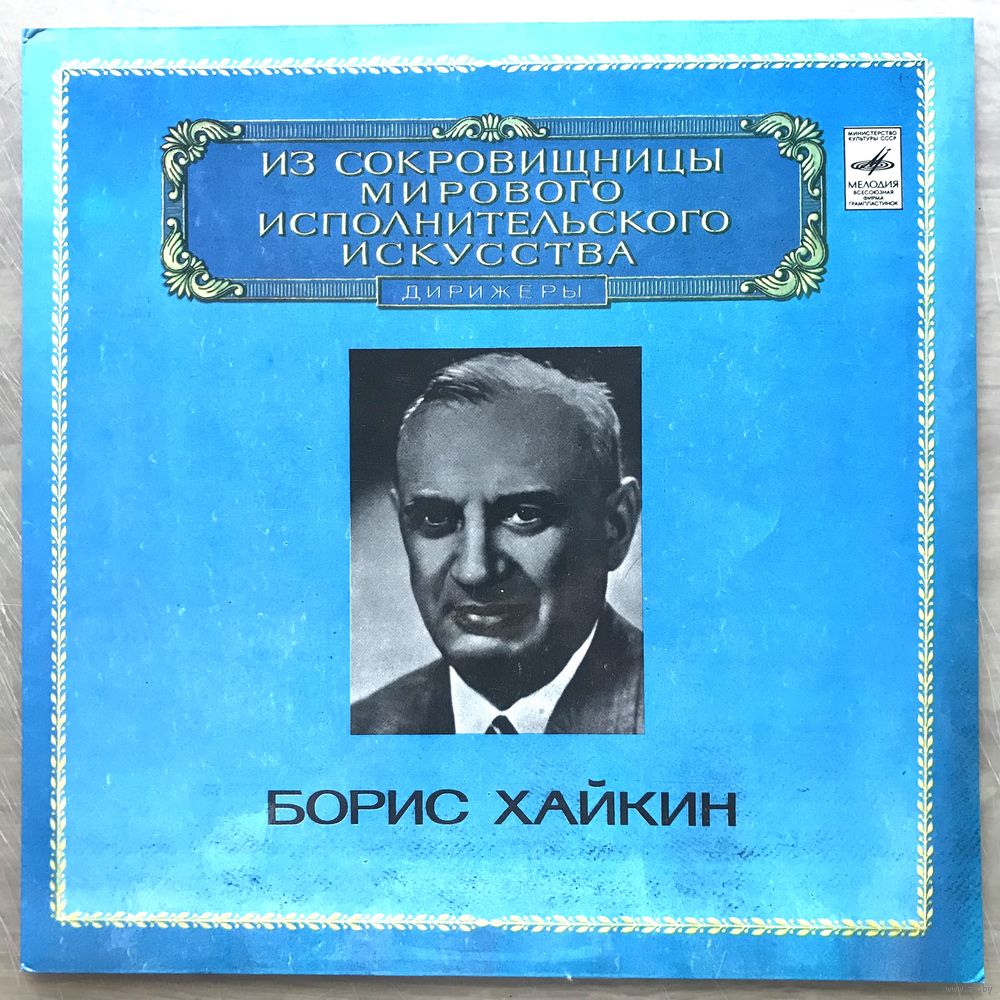 ИЗ СОКРОВИЩНИЦЫ
МИРОВОГО
ИСПОЛНИТЕЛЬСКОГО
ИСКУССТВА
ДИРИЖЕРЫ
МИНИСТЕРСТВО
КУЛЬТУРЫ СССР
МЕЛОДИЯ
ВСЕСОЮЗНАЯ
ФИРМА
ГРАМПЛАСТИНОК
БОРИС ХАЙКИН